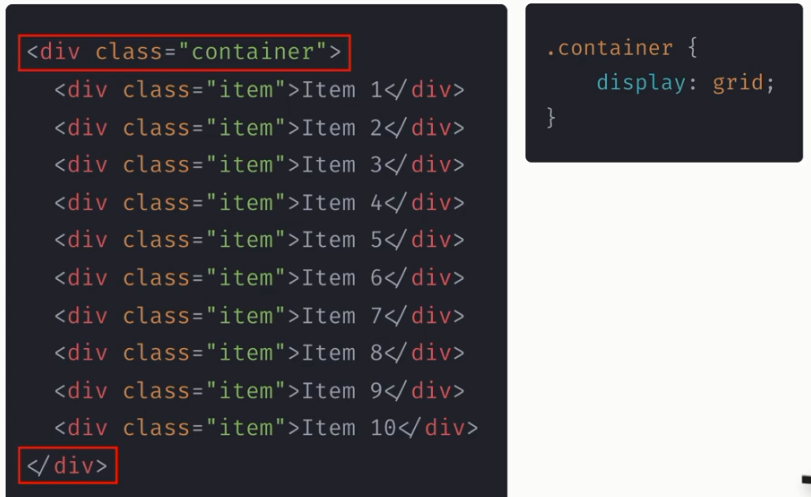 <div class="container">
  <div class="item">Item 1</div>
  <div class="item">Item 2</div>
  <div class="item">Item 3</div>
  <div class="item">Item 4</div>
  <div class="item">Item 5</div>
  <div class="item">Item 6</div>
  <div class="item">Item 7</div>
  <div class="item">Item 8</div>
  <div class="item">Item 9</div>
  <div class="item">Item 10</div>
</div>
.container {
    display: grid;
}